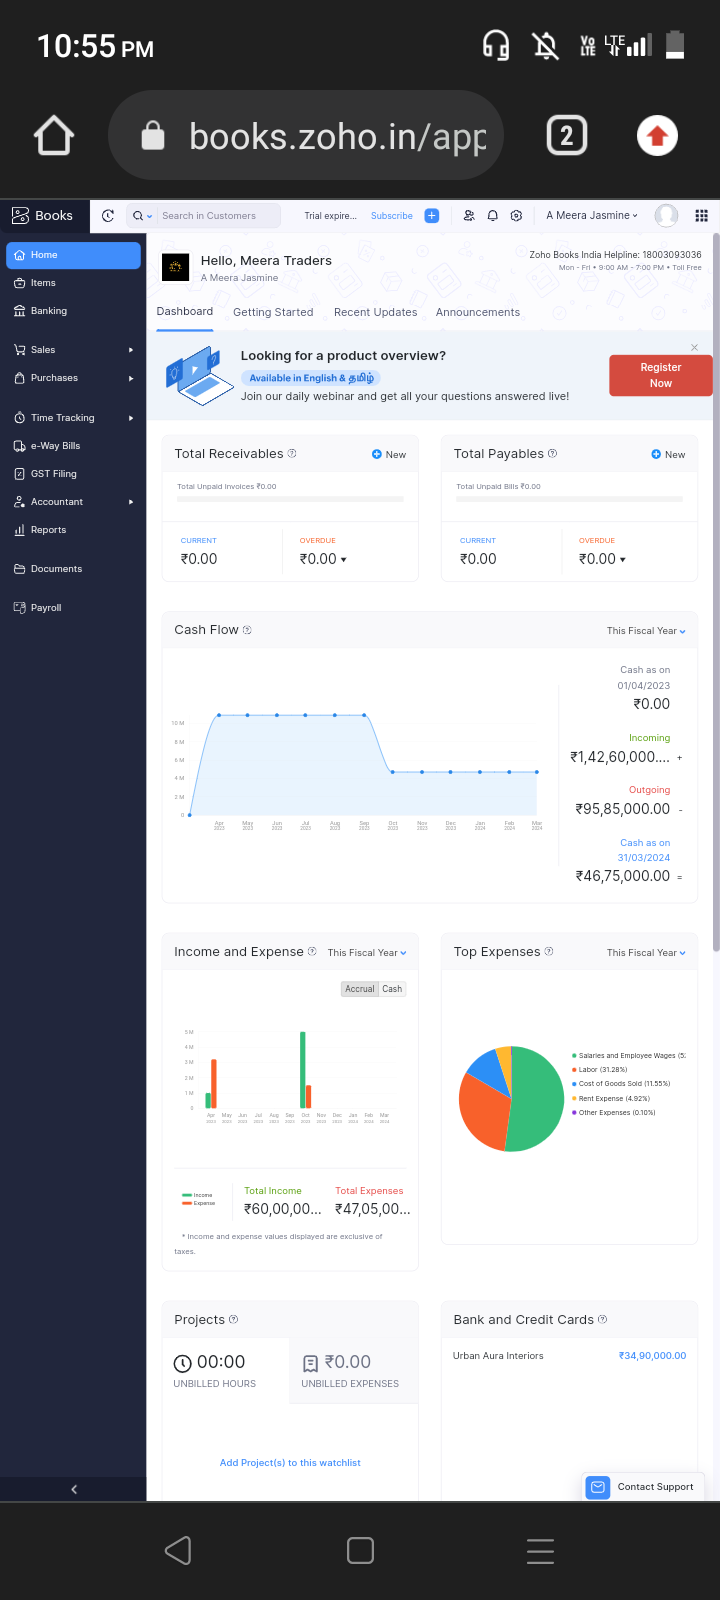 10:55 PM
Vo LTE LTE
books.zoho.in/app
2
Books
Search in Customers
Trial expire...
Subscribe
A Meera Jasmine
Home
Items
Banking
Sales
Purchases
Time Tracking
e-Way Bills
GST Filing
Accountant
Reports
Documents
Payroll
Hello, Meera Traders
A Meera Jasmine
Zoho Books India Helpline: 18003093036
Mon - Fri • 9:00 AM - 7:00 PM • Toll Free
Dashboard Getting Started Recent Updates Announcements
Looking for a product overview?
Available in English & தமிழ்
Join our daily webinar and get all your questions answered live!
Register
Now
Total Receivables
New
Total Unpaid Invoices ₹0.00
CURRENT
₹0.00
OVERDUE
₹0.00
Total Payables
New
Total Unpaid Bills ₹0.00
CURRENT
₹0.00
OVERDUE
₹0.00
Cash Flow
This Fiscal Year
10 M
8 M
6 M
4 M
2 M
0
Apr May Jun Jul Aug Sep Oct Nov Dec Jan Feb Mar
2023 2023 2023 2023 2023 2023 2023 2023 2023 2024 2024 2024
Cash as on
01/04/2023
₹0.00
Incoming
₹1,42,60,000.... +
Outgoing
₹95,85,000.00 -
Cash as on
31/03/2024
₹46,75,000.00 =
Income and Expense
This Fiscal Year
Accrual Cash
5 M
4 M
3 M
2 M
1 M
0
Apr May Jun Jul Aug Sep Oct Nov Dec Jan Feb Mar
2023 2023 2023 2023 2023 2023 2023 2023 2023 2024 2024 2024
Income
Expense
Total Income
₹60,00,00...
Total Expenses
₹47,05,00...
* Income and expense values displayed are exclusive of
taxes.
Top Expenses
This Fiscal Year
Salaries and Employee Wages (5
Labor (31.28%)
Cost of Goods Sold (11.55%)
Rent Expense (4.92%)
Other Expenses (0.10%)
Projects
00:00
UNBILLED HOURS
₹0.00
UNBILLED EXPENSES
Add Project(s) to this watchlist
Bank and Credit Cards
Urban Aura Interiors ₹34,90,000.00
Contact Support